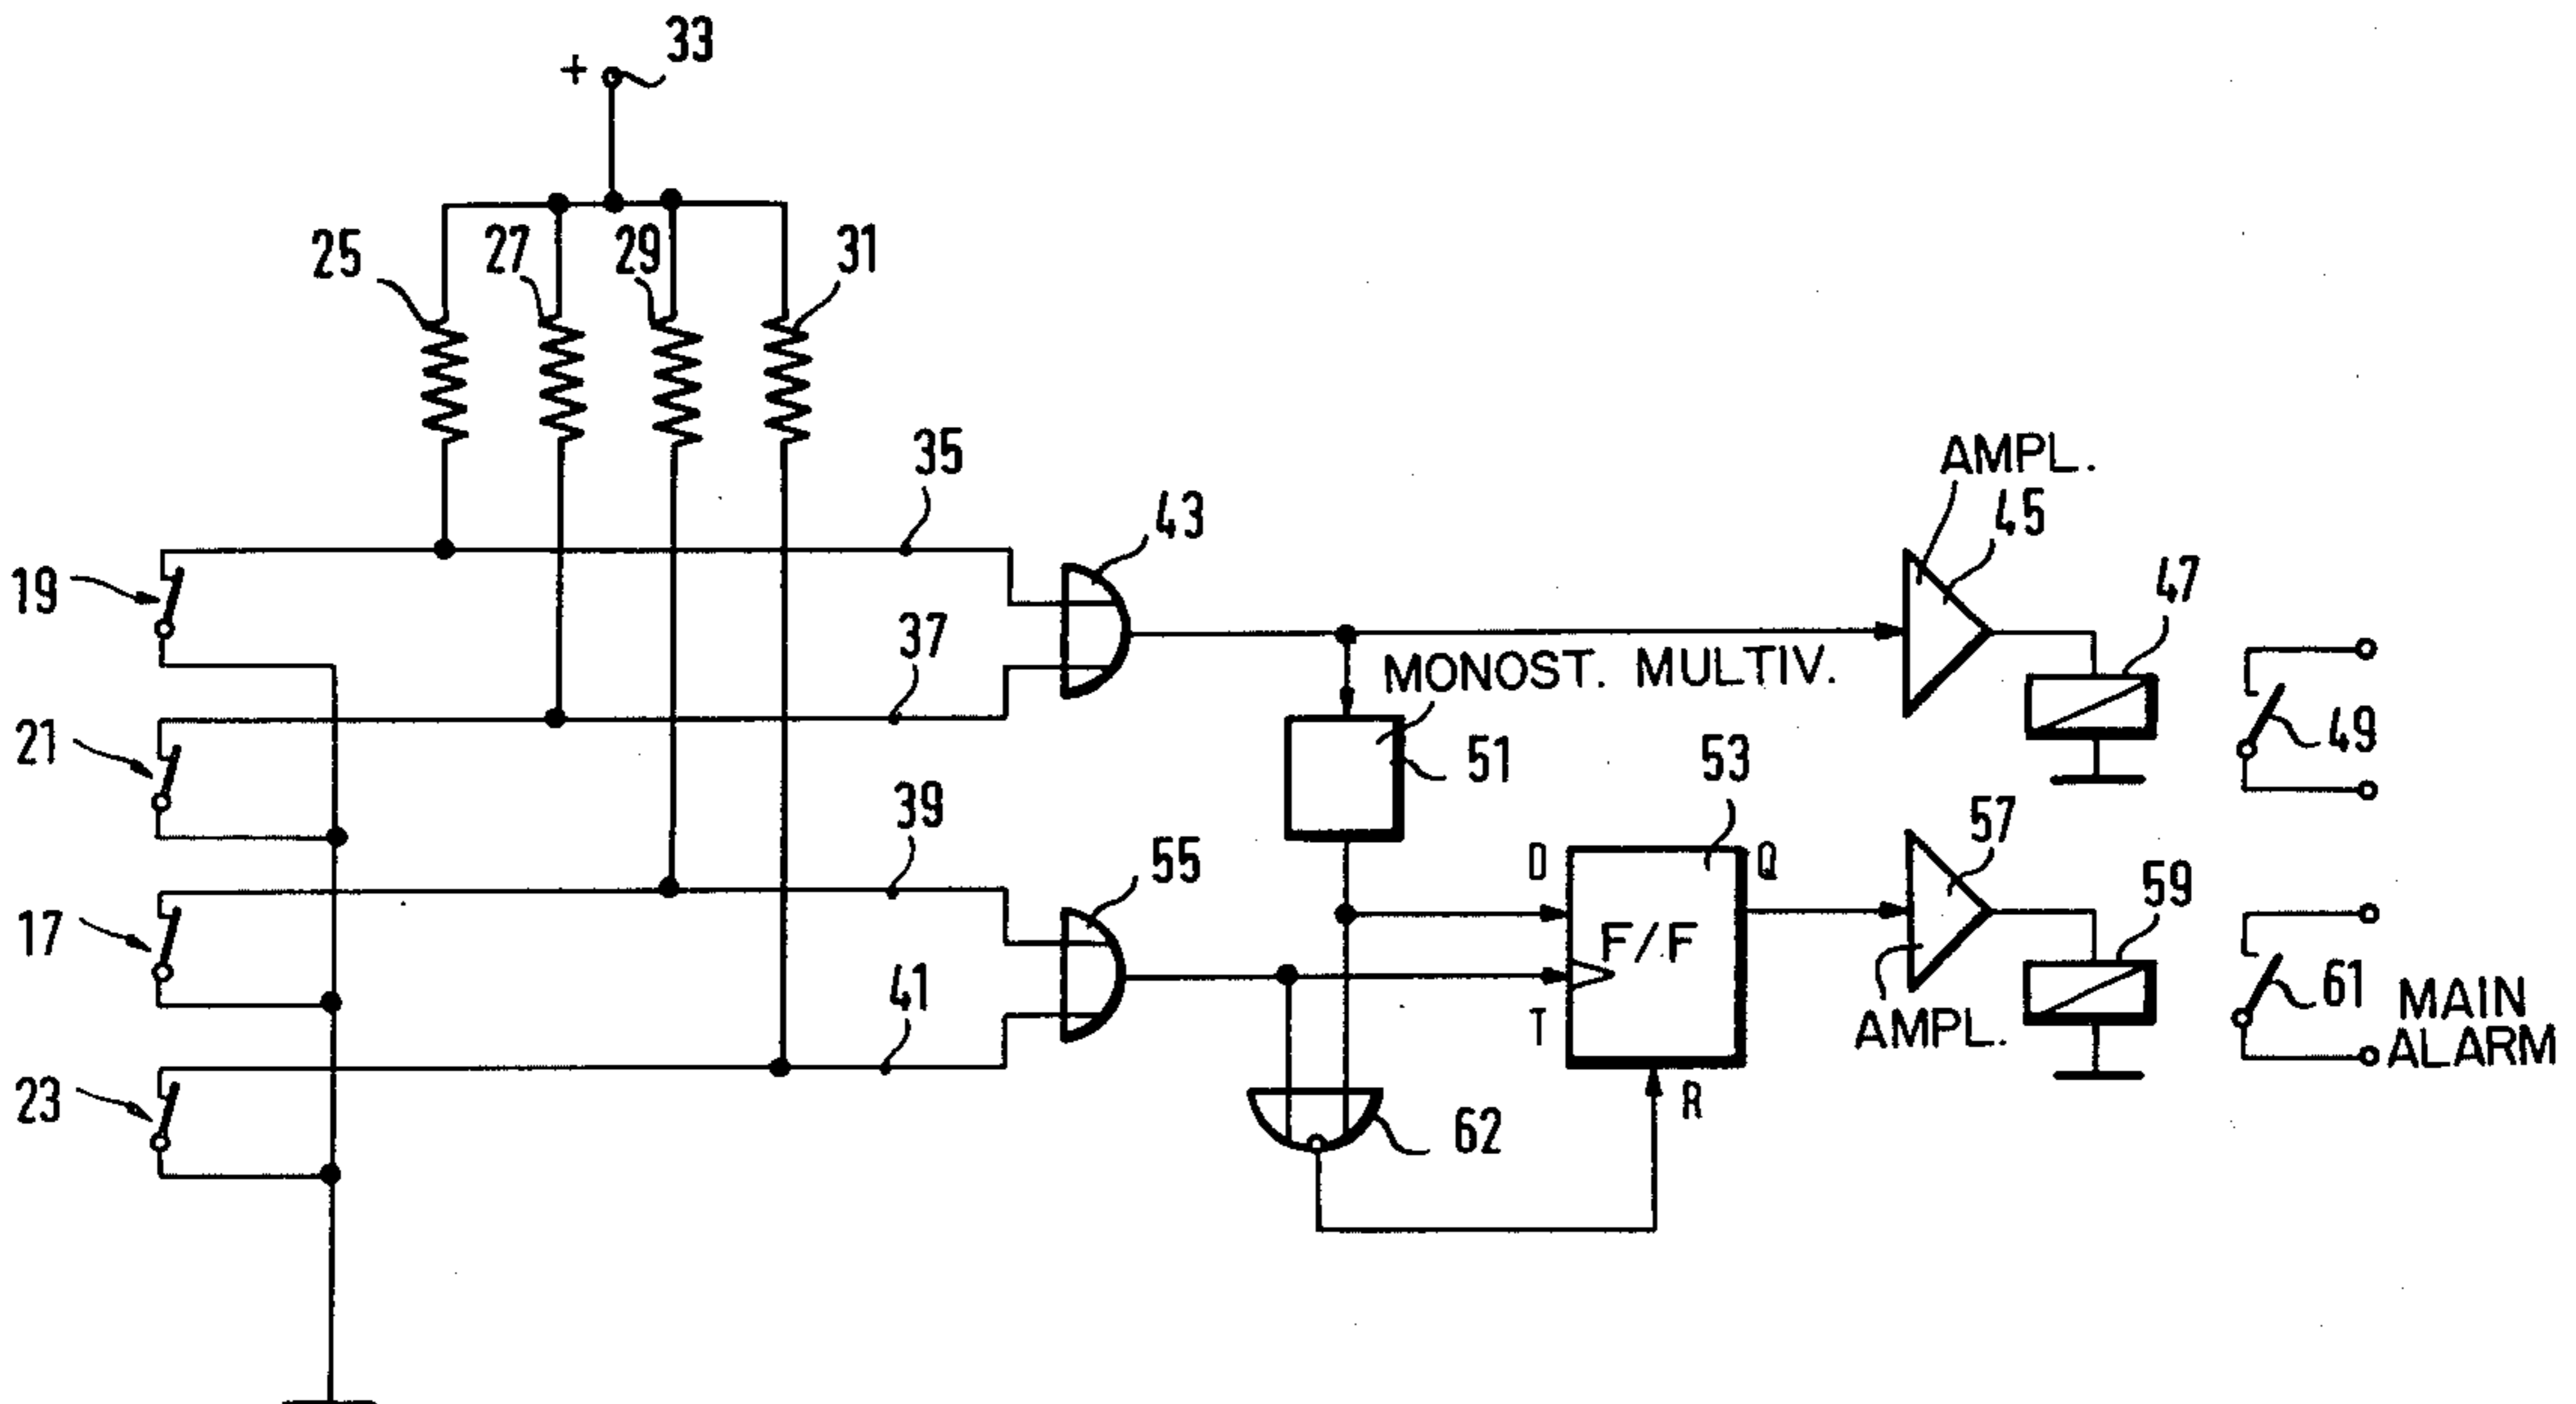 + 33
25 27 29 31
35
43
AMPL.
45
19
37
47
MONOST. MULTIV.
21
51
49
39
53
57
55
D
Q
59
17
F/F
41
T
AMPL.
61
MAIN
ALARM
23
R
62